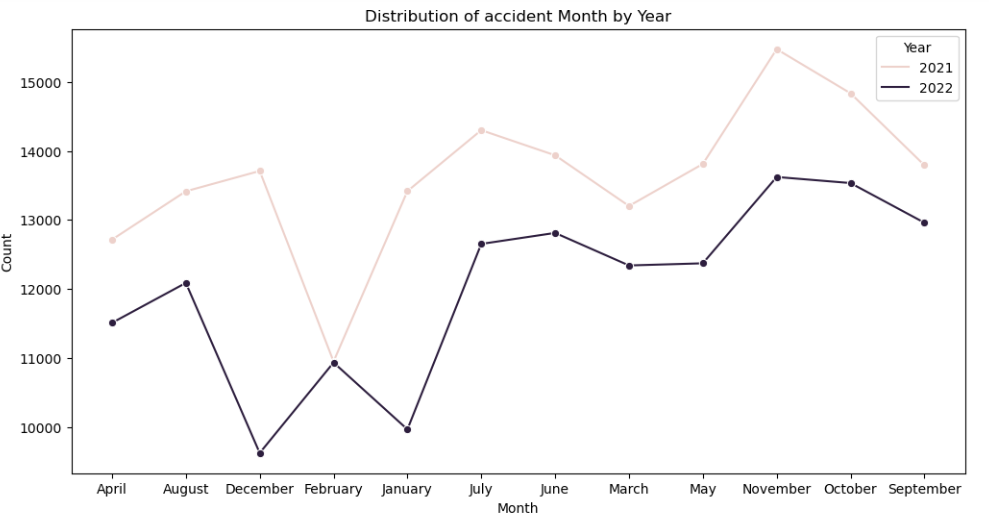 Distribution of accident Month by Year
Year
2021
2022
15000
14000
13000
12000
11000
10000
Count
April August December February January July June March May November October September
Month